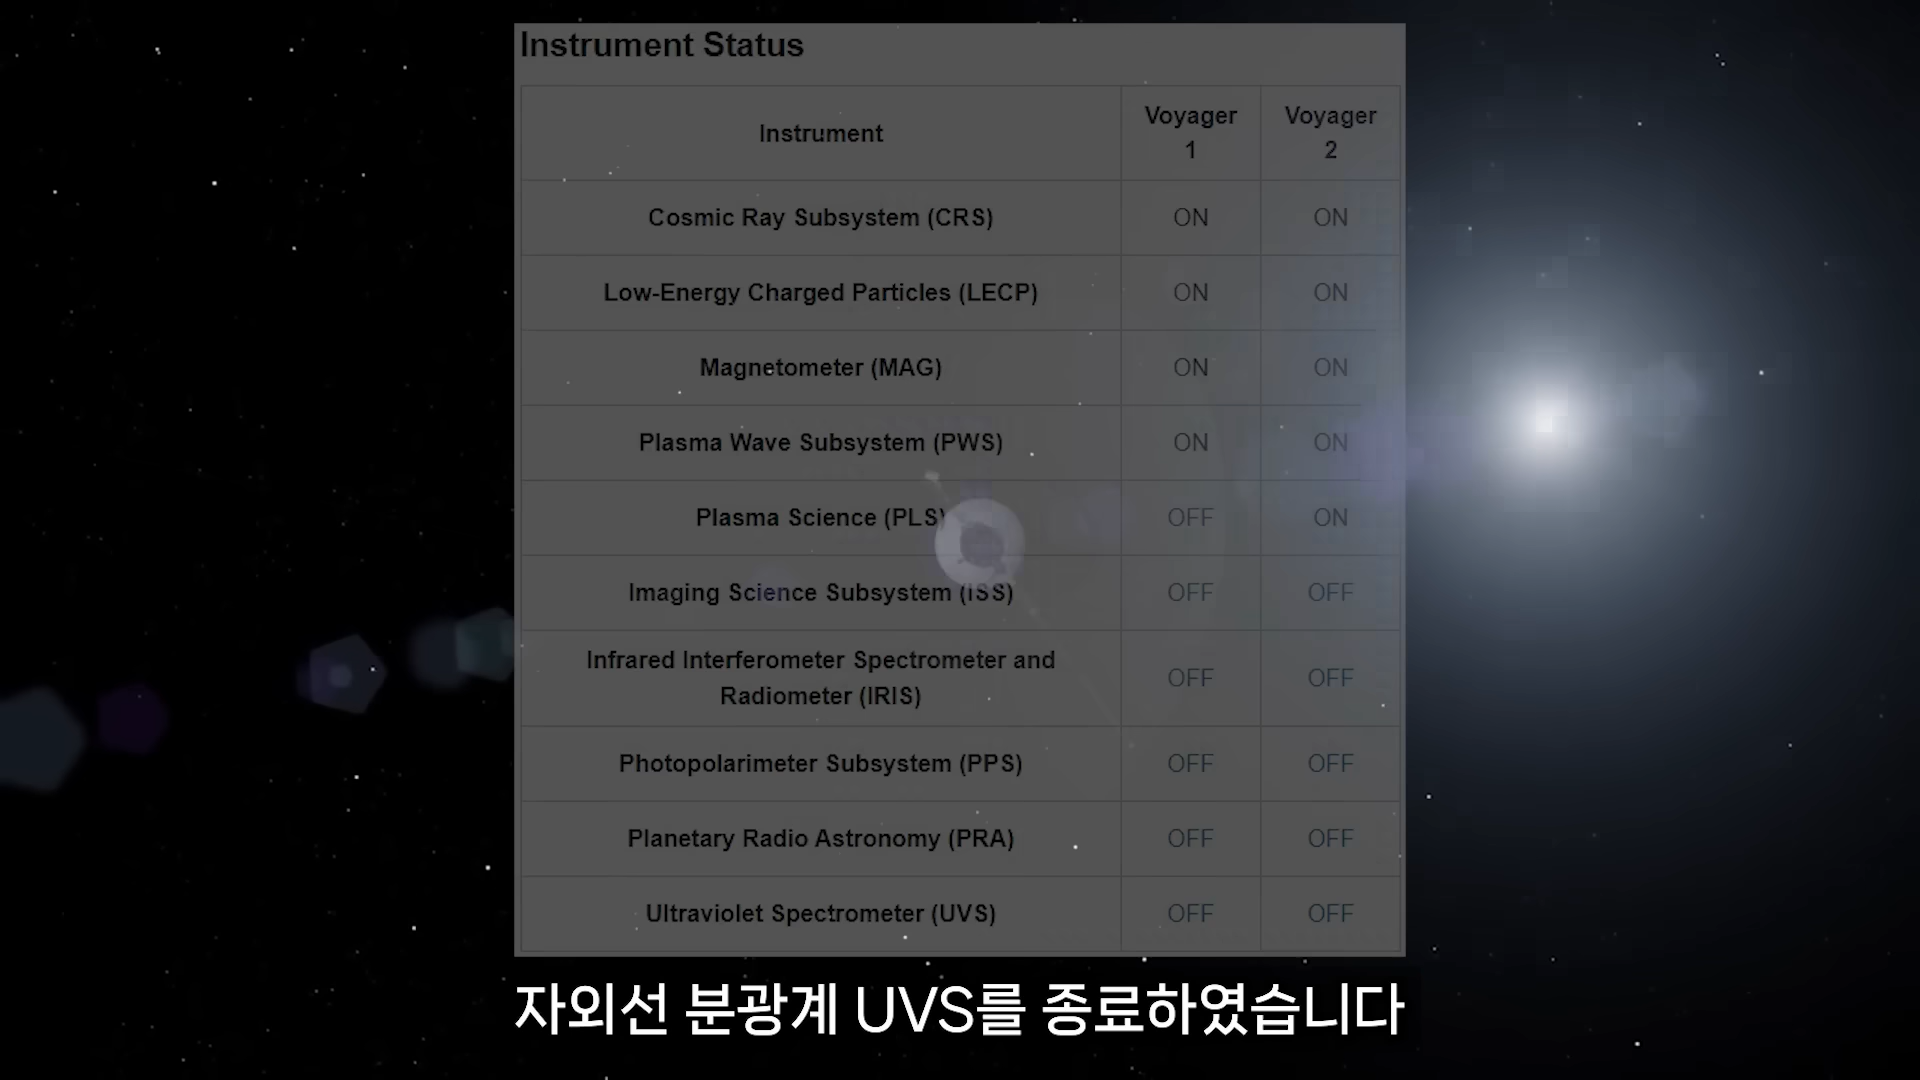 Instrument Status
Instrument
Voyager
1
Voyager
2
Cosmic Ray Subsystem (CRS) ON ON
Low-Energy Charged Particles (LECP) ON ON
Magnetometer (MAG) ON ON
Plasma Wave Subsystem (PWS) ON ON
Plasma Science (PLS) OFF ON
Imaging Science Subsystem (ISS) OFF OFF
Infrared Interferometer Spectrometer and
Radiometer (IRIS) OFF OFF
Photopolarimeter Subsystem (PPS) OFF OFF
Planetary Radio Astronomy (PRA) OFF OFF
Ultraviolet Spectrometer (UVS) OFF OFF
자외선 분광계 UVS를 종료하였습니다